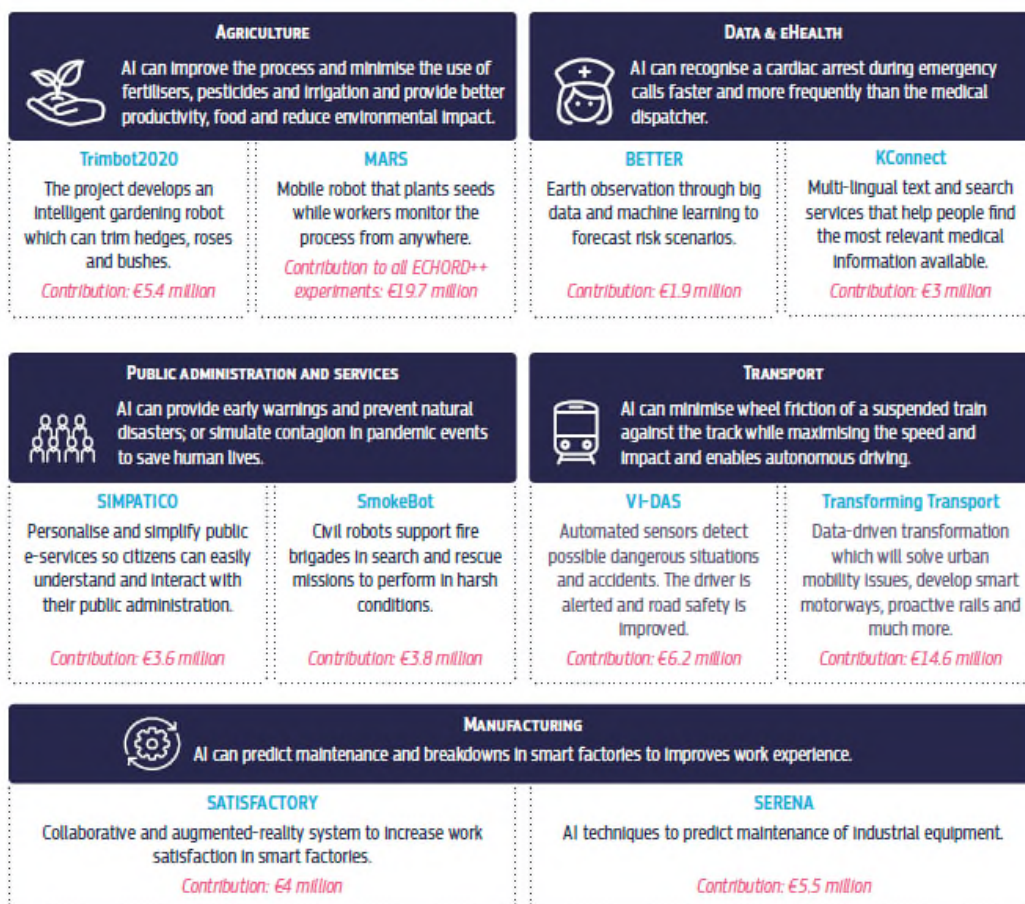 AGRICULTURE
AI can improve the process and minimise the use of
fertilisers, pesticides and irrigation and provide better
productivity, food and reduce environmental impact.
Trimbot2020
The project develops an
intelligent gardening robot
which can trim hedges, roses
and bushes.
Contribution: €5.4 million
MARS
Mobile robot that plants seeds
while workers monitor the
process from anywhere.
Contribution to all ECHORD++
experiments: €19.7 million
DATA & EHEALTH
AI can recognise a cardiac arrest during emergency
calls faster and more frequently than the medical
dispatcher.
BETTER
Earth observation through big
data and machine learning to
forecast risk scenarios.
Contribution: €1.9 million
KConnect
Multi-lingual text and search
services that help people find
the most relevant medical
information available.
Contribution: €3 million
PUBLIC ADMINISTRATION AND SERVICES
AI can provide early warnings and prevent natural
disasters; or simulate contagion in pandemic events
to save human lives.
SIMPATICO
Personalise and simplify public
e-services so citizens can easily
understand and interact with
their public administration.
Contribution: €3.6 million
SmokeBot
Civil robots support fire
brigades in search and rescue
missions to perform in harsh
conditions.
Contribution: €3.8 million
TRANSPORT
AI can minimise wheel friction of a suspended train
against the track while maximising the speed and
impact and enables autonomous driving.
VI-DAS
Automated sensors detect
possible dangerous situations
and accidents. The driver is
alerted and road safety is
improved.
Contribution: €6.2 million
Transforming Transport
Data-driven transformation
which will solve urban
mobility issues, develop smart
motorways, proactive rails and
much more.
Contribution: €14.6 million
MANUFACTURING
AI can predict maintenance and breakdowns in smart factories to improves work experience.
SATISFACTORY
Collaborative and augmented-reality system to increase work
satisfaction in smart factories.
Contribution: €4 million
SERENA
AI techniques to predict maintenance of industrial equipment.
Contribution: €5.5 million